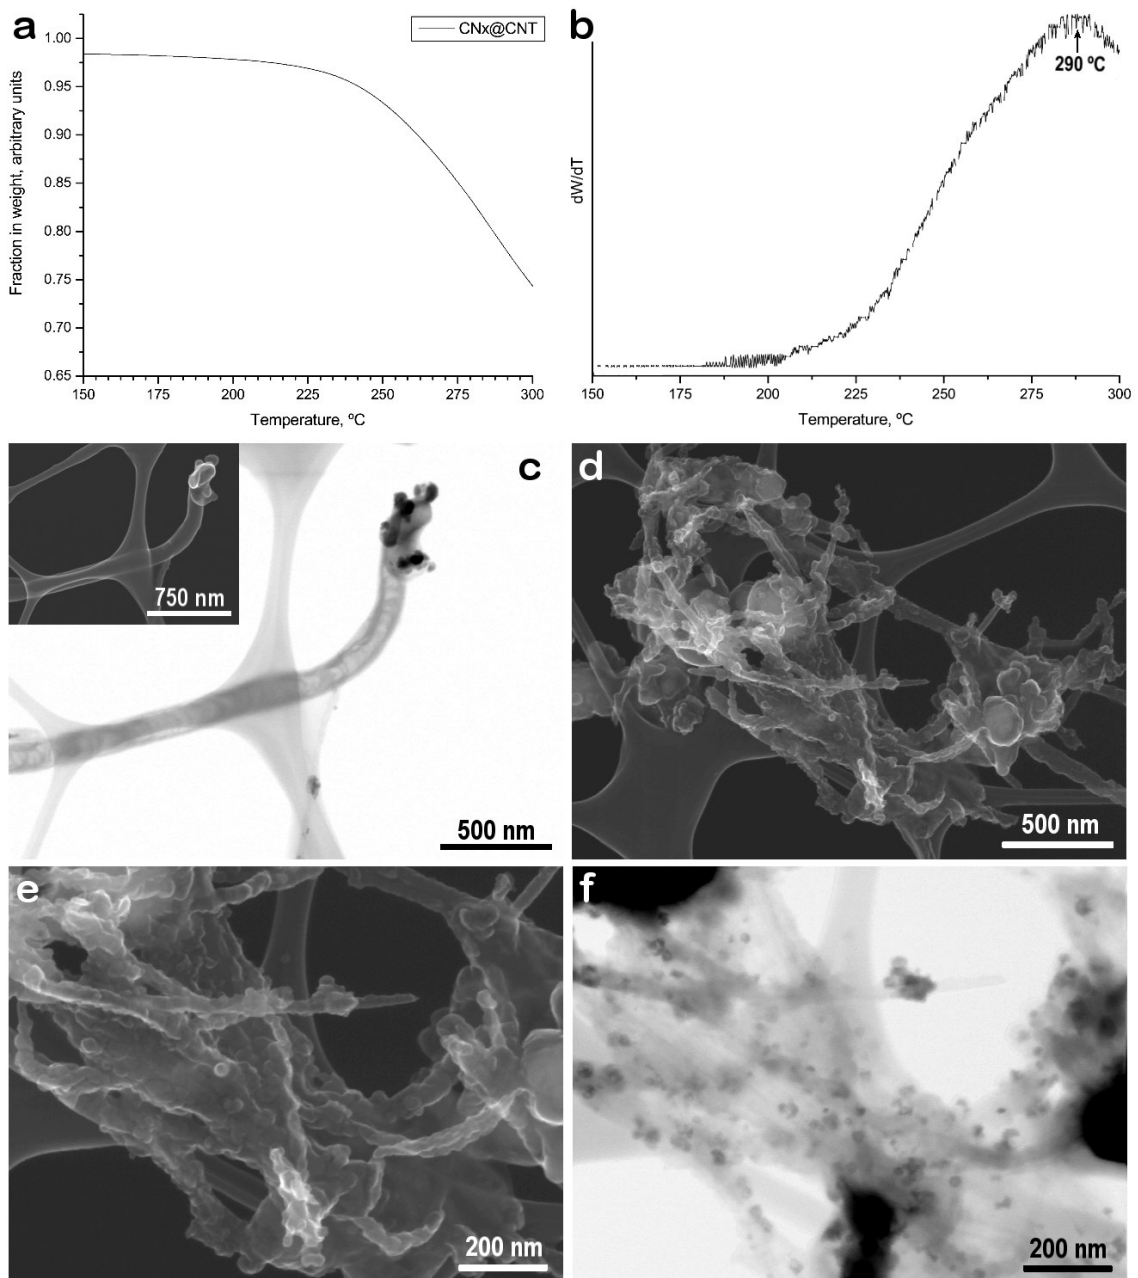 a
CNx@CNT
1.00
0.95
0.90
0.85
0.80
0.75
0.70
0.65
Fraction in weight, arbitrary units
150 175 200 225 250 275 300
Temperature, ºC
b
290 ºC
dW/dT
150 175 200 225 250 275 300
Temperature, ºC
c
750 nm
500 nm
d
500 nm
e
200 nm
f
200 nm